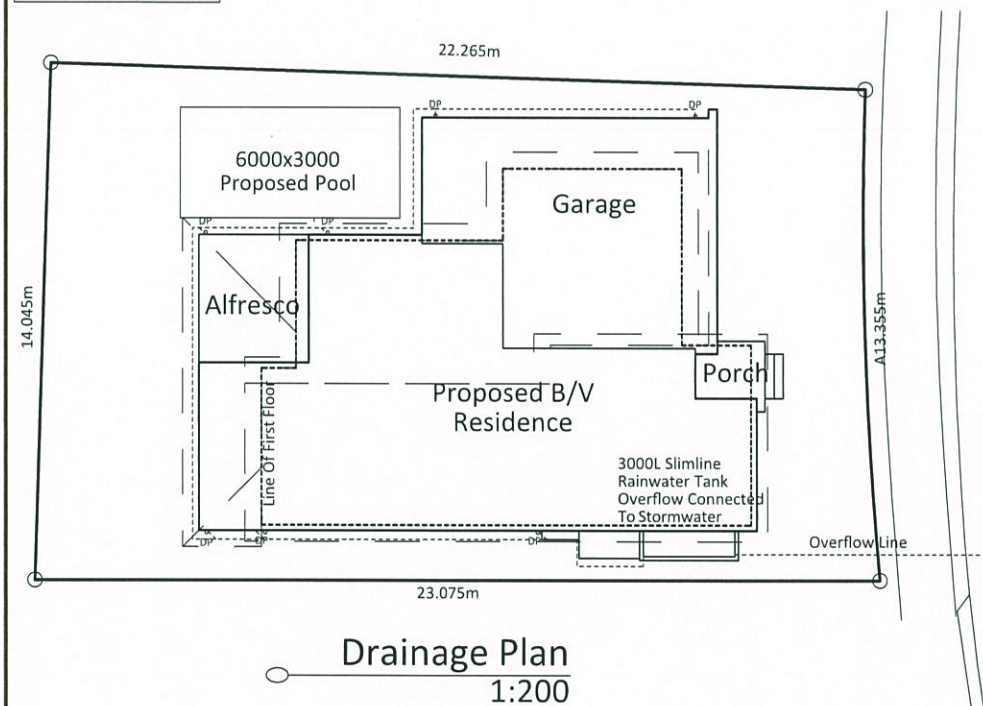 22.265m
DP
DP
6000x3000
Proposed Pool
Garage
DP
DP
Alfresco
14.045m
A13.355m
Porch
Proposed B/V
Residence
Line Of First Floor
3000L Slimline
Rainwater Tank
Overflow Connected
To Stormwater
DP
DP
DP
Overflow Line
23.075m
Drainage Plan
1:200